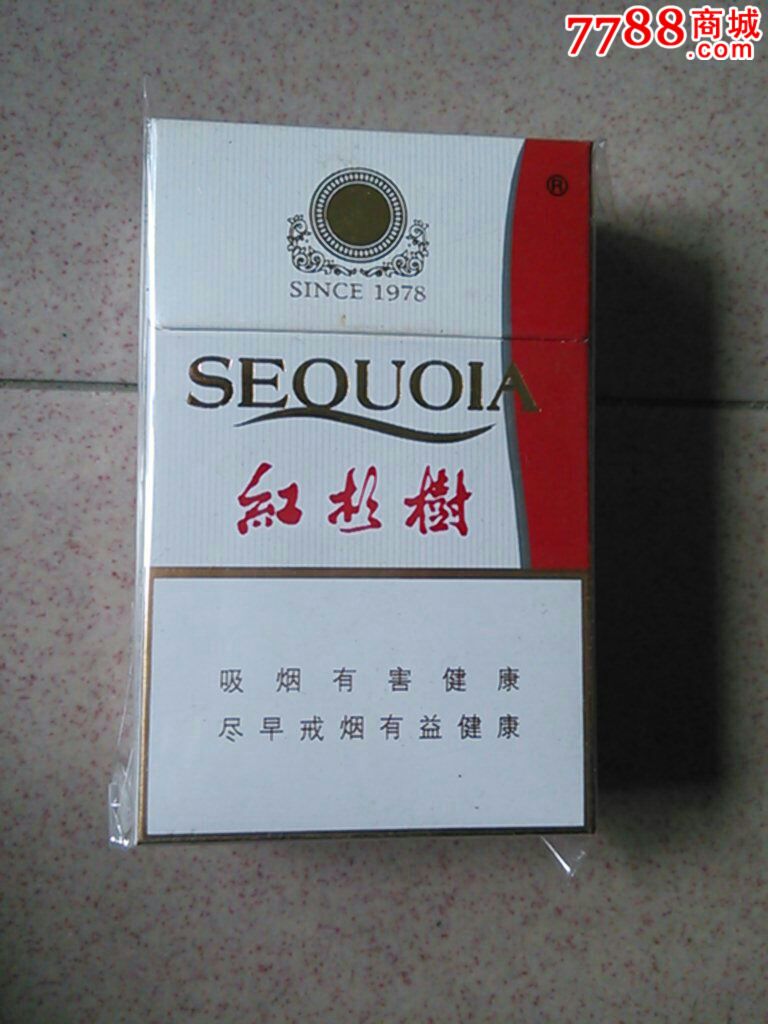 7788商城
.com
®
SINCE 1978
SEQUOIA
紅杉樹
吸烟有害健康
尽早戒烟有益健康